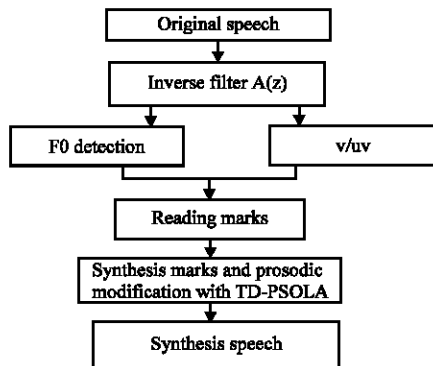 Original speech
Inverse filter A(z)
F0 detection
v/uv
Reading marks
Synthesis marks and prosodic
modification with TD-PSOLA
Synthesis speech